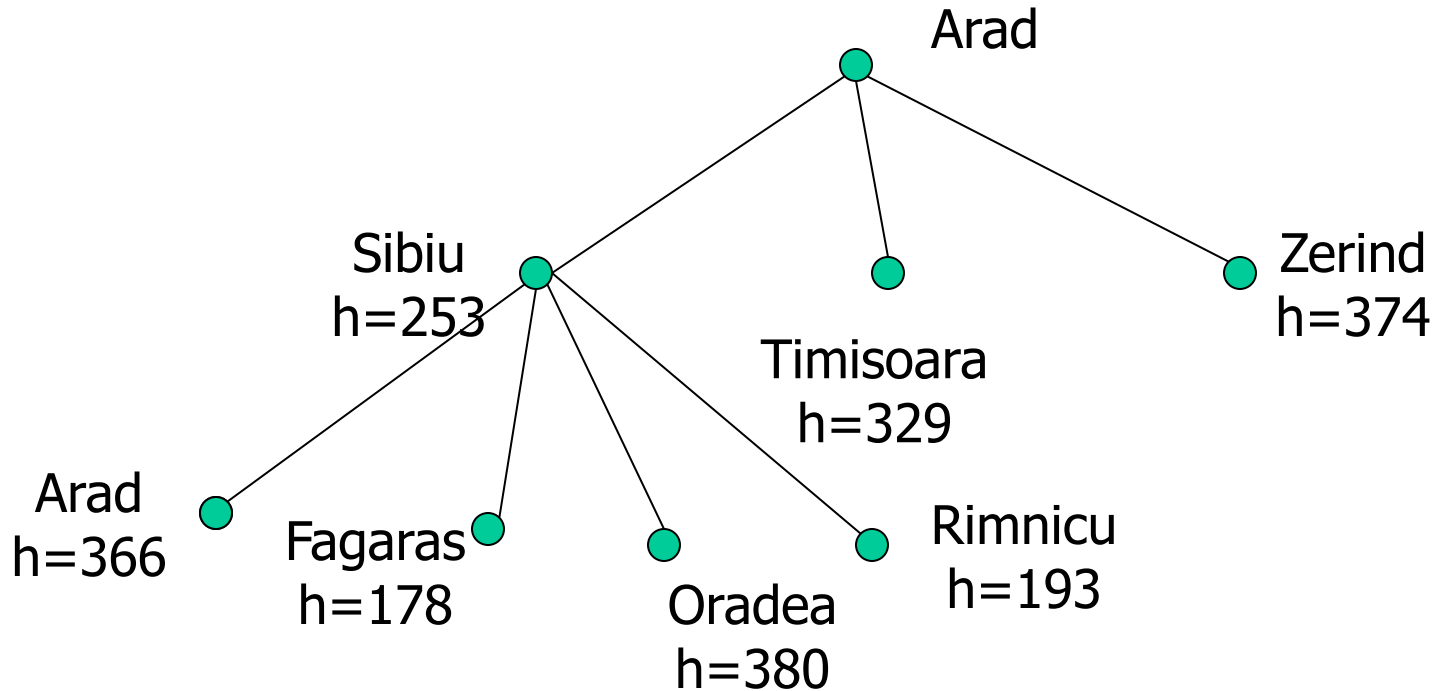 Arad
Sibiu
h=253
Zerind
h=374
Timisoara
h=329
Arad
h=366
Fagaras
h=178
Oradea
h=380
Rimnicu
h=193